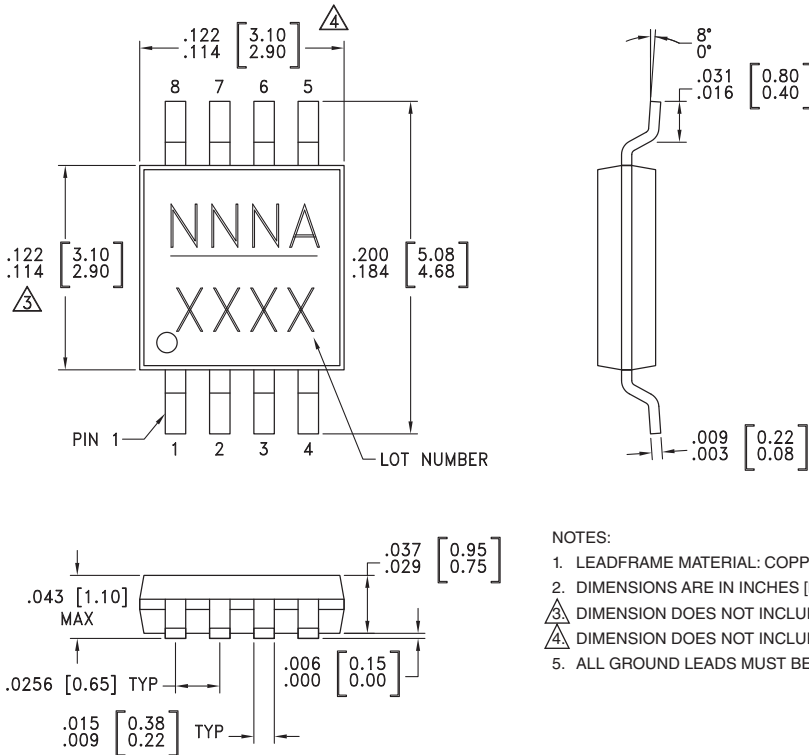 .122 [3.10]
.114 [2.90]
4
8 7 6 5
NNNA
XXXX
.122 [3.10]
.114 [2.90]
3
.200 [5.08]
.184 [4.68]
PIN 1
1 2 3 4
LOT NUMBER
8°
0°
.031 [0.80]
.016 [0.40]
.009 [0.22]
.003 [0.08]
.043 [1.10]
MAX
.037 [0.95]
.029 [0.75]
.0256 [0.65] TYP
.006 [0.15]
.000 [0.00]
.015 [0.38]
.009 [0.22]
TYP
NOTES:
1. LEADFRAME MATERIAL: COPP
2. DIMENSIONS ARE IN INCHES [
3. DIMENSION DOES NOT INCLU
4. DIMENSION DOES NOT INCLU
5. ALL GROUND LEADS MUST BE